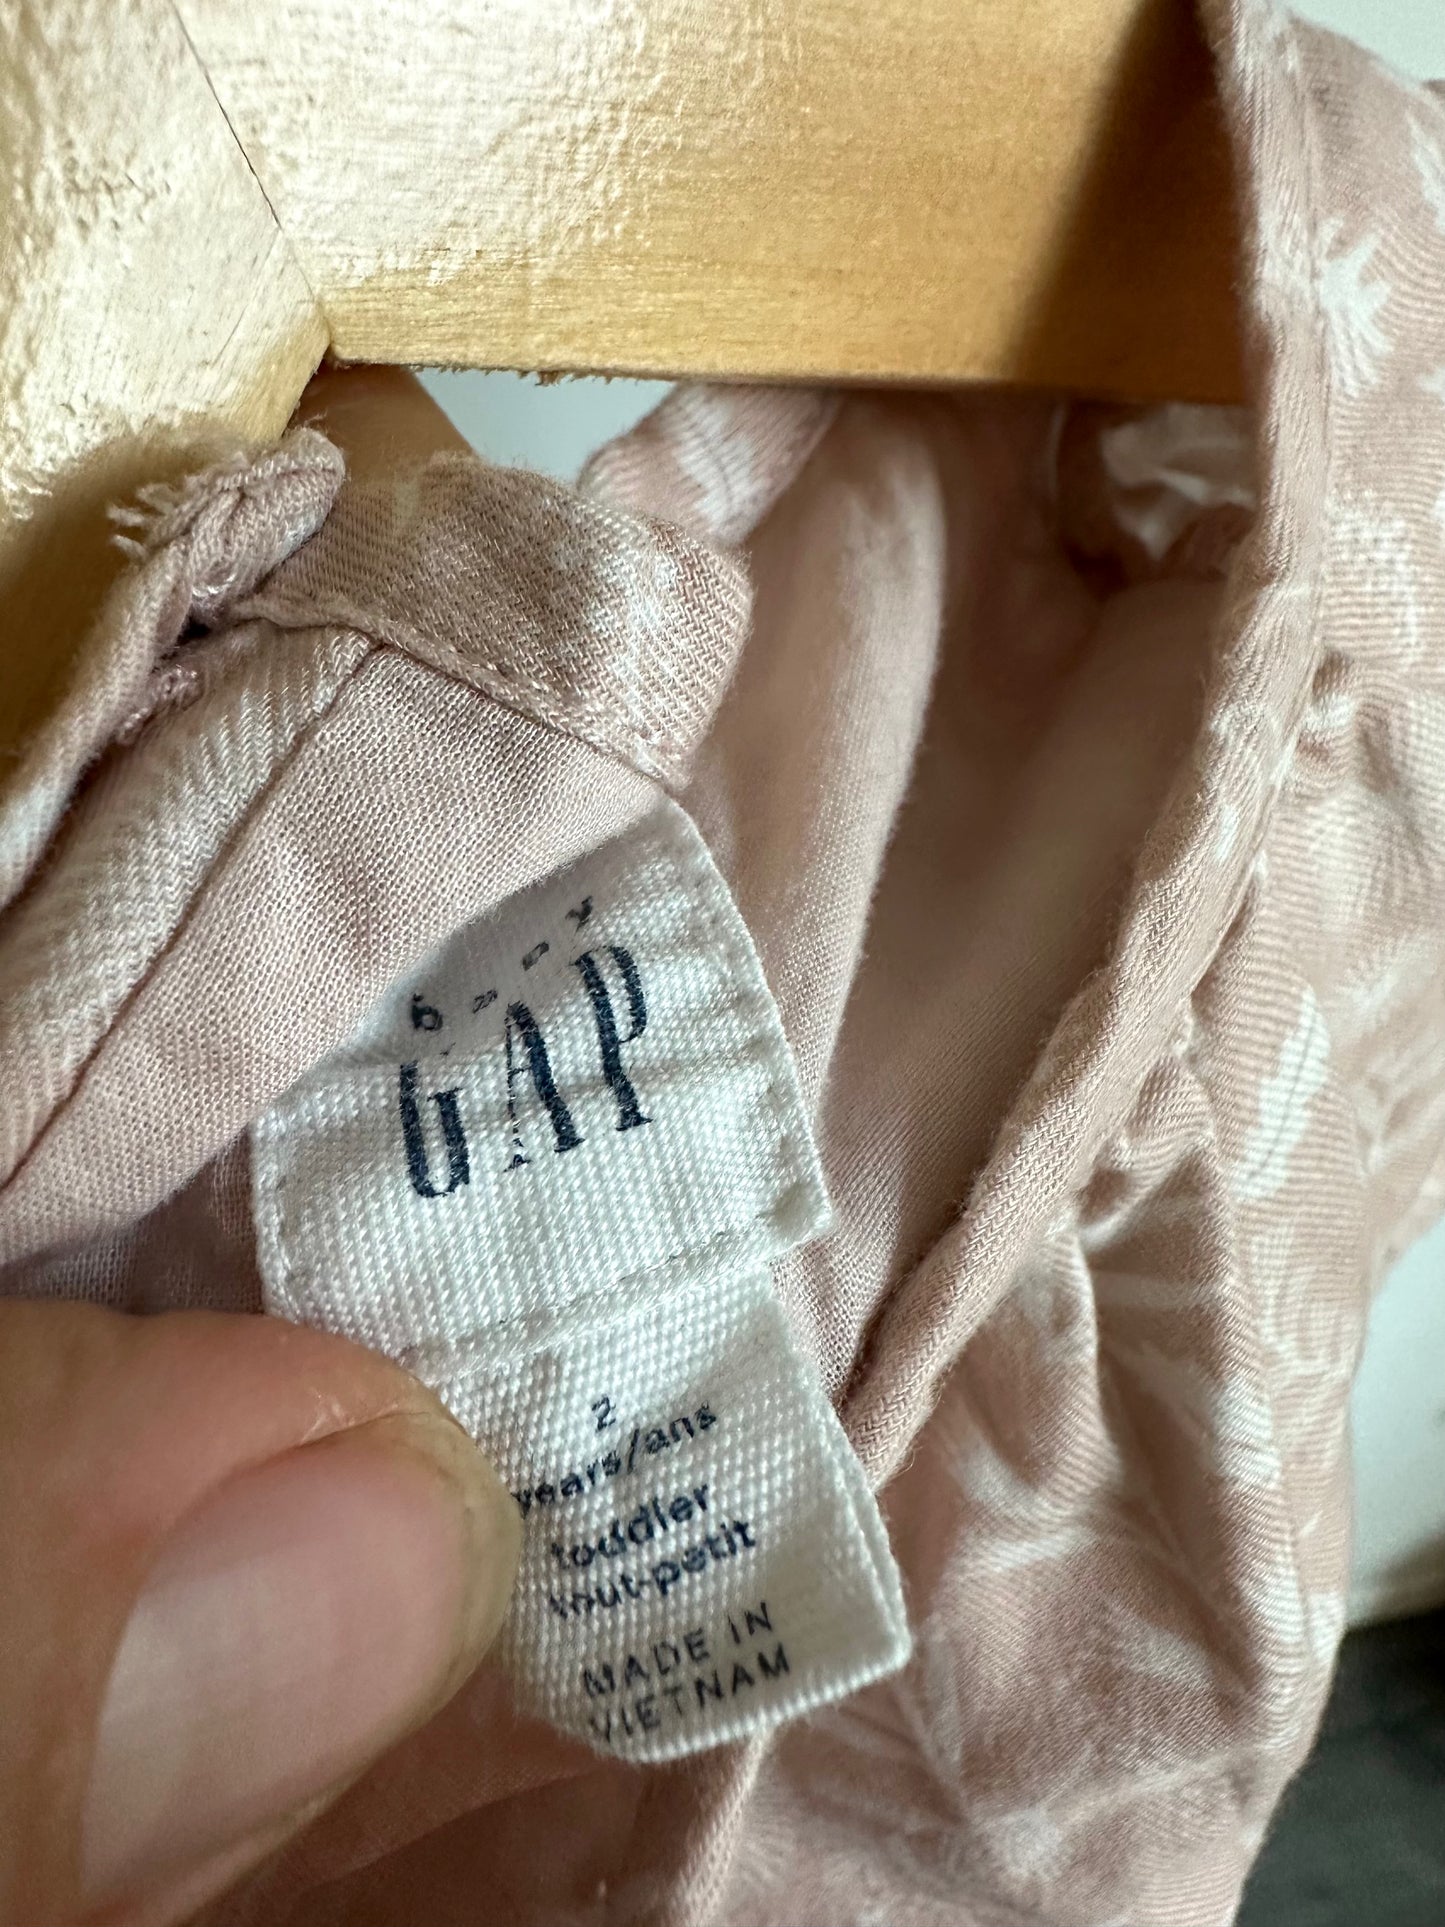 baby
GAP
2
years/ans
toddler
tout-petit
MADE IN
VIETNAM